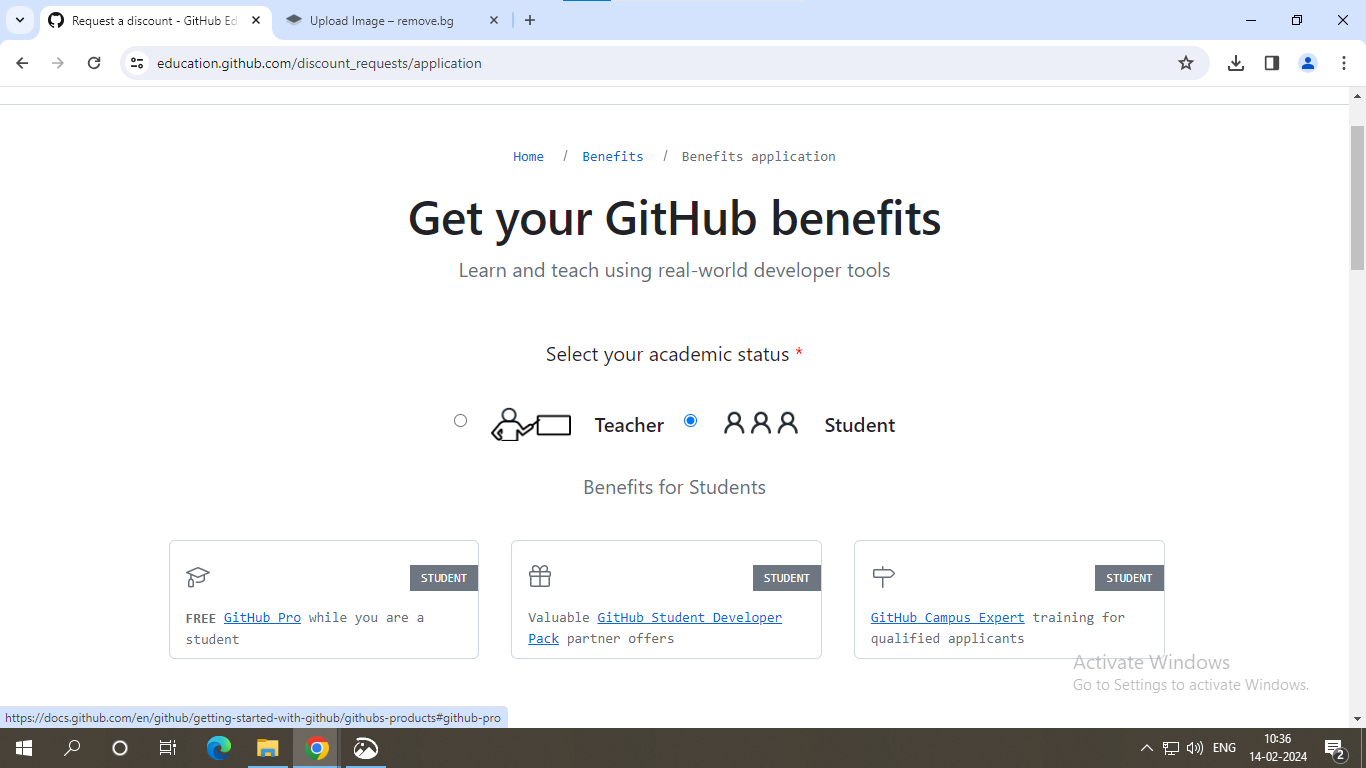 Request a discount - GitHub Ed
Upload Image – remove.bg
education.github.com/discount_requests/application
Home / Benefits / Benefits application
Get your GitHub benefits
Learn and teach using real-world developer tools
Select your academic status *
Teacher Student
Benefits for Students
STUDENT
FREE GitHub Pro while you are a
student
STUDENT
Valuable GitHub Student Developer
Pack partner offers
STUDENT
GitHub Campus Expert training for
qualified applicants
Activate Windows
Go to Settings to activate Windows.
https://docs.github.com/en/github/getting-started-with-github/githubs-products#github-pro
ENG
10:36
14-02-2024
2